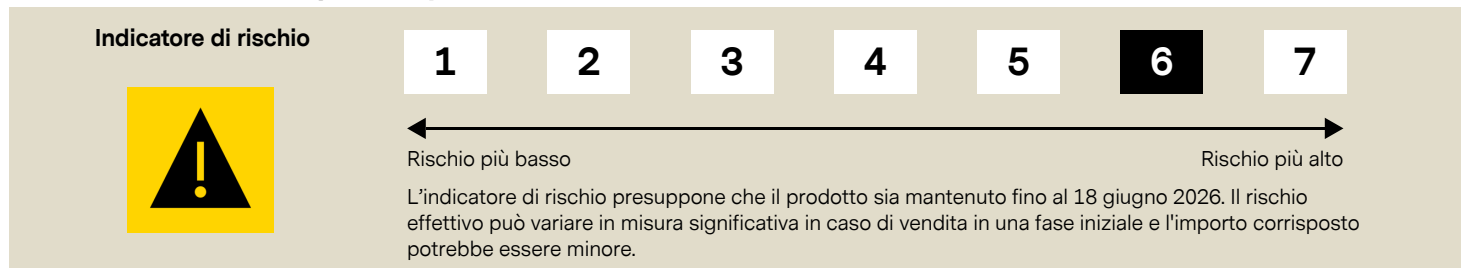 Indicatore di rischio
1 2 3 4 5 6 7
Rischio più basso Rischio più alto
L’indicatore di rischio presuppone che il prodotto sia mantenuto fino al 18 giugno 2026. Il rischio
effettivo può variare in misura significativa in caso di vendita in una fase iniziale e l'importo corrisposto
potrebbe essere minore.